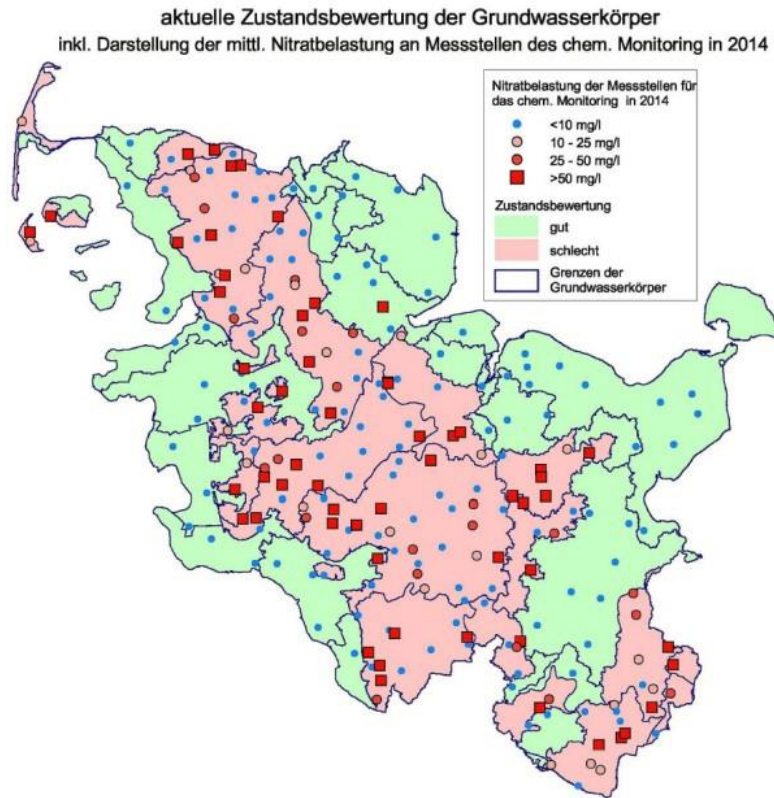 aktuelle Zustandsbewertung der Grundwasserkörper
inkl. Darstellung der mittl. Nitratbelastung an Messstellen des chem. Monitoring in 2014
Nitratbelastung der Messstellen für
das chem. Monitoring in 2014
<10 mg/l
10 - 25 mg/l
25 - 50 mg/l
>50 mg/l
Zustandsbewertung
gut
schlecht
Grenzen der
Grundwasserkörper